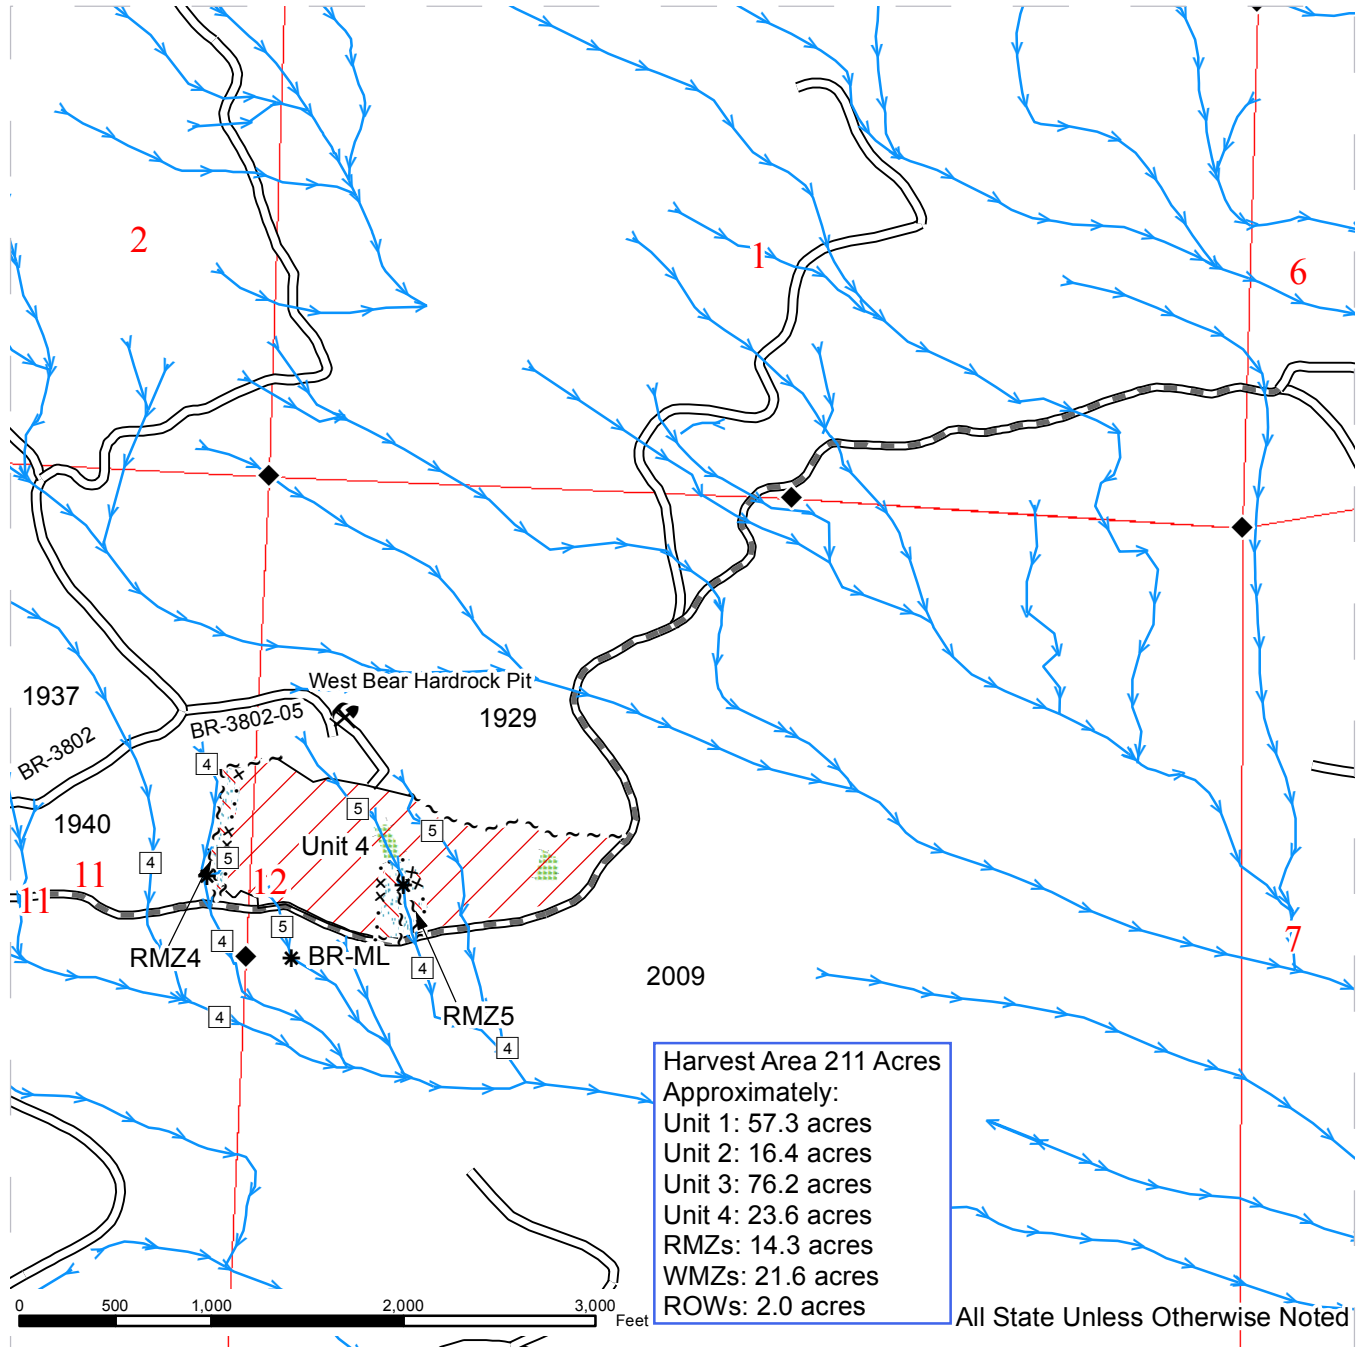 2
1
6
West Bear Hardrock Pit
1937
1929
BR-3802-05
BR-3802
4
5
5
1940
Unit 4
4
5
11
12
11
5
4
7
RMZ4
BR-ML
4
2009
4
RMZ5
4
Harvest Area 211 Acres
Approximately:
Unit 1: 57.3 acres
Unit 2: 16.4 acres
Unit 3: 76.2 acres
Unit 4: 23.6 acres
RMZs: 14.3 acres
WMZs: 21.6 acres
ROWs: 2.0 acres
0 500 1,000 2,000 3,000
Feet
All State Unless Otherwise Noted